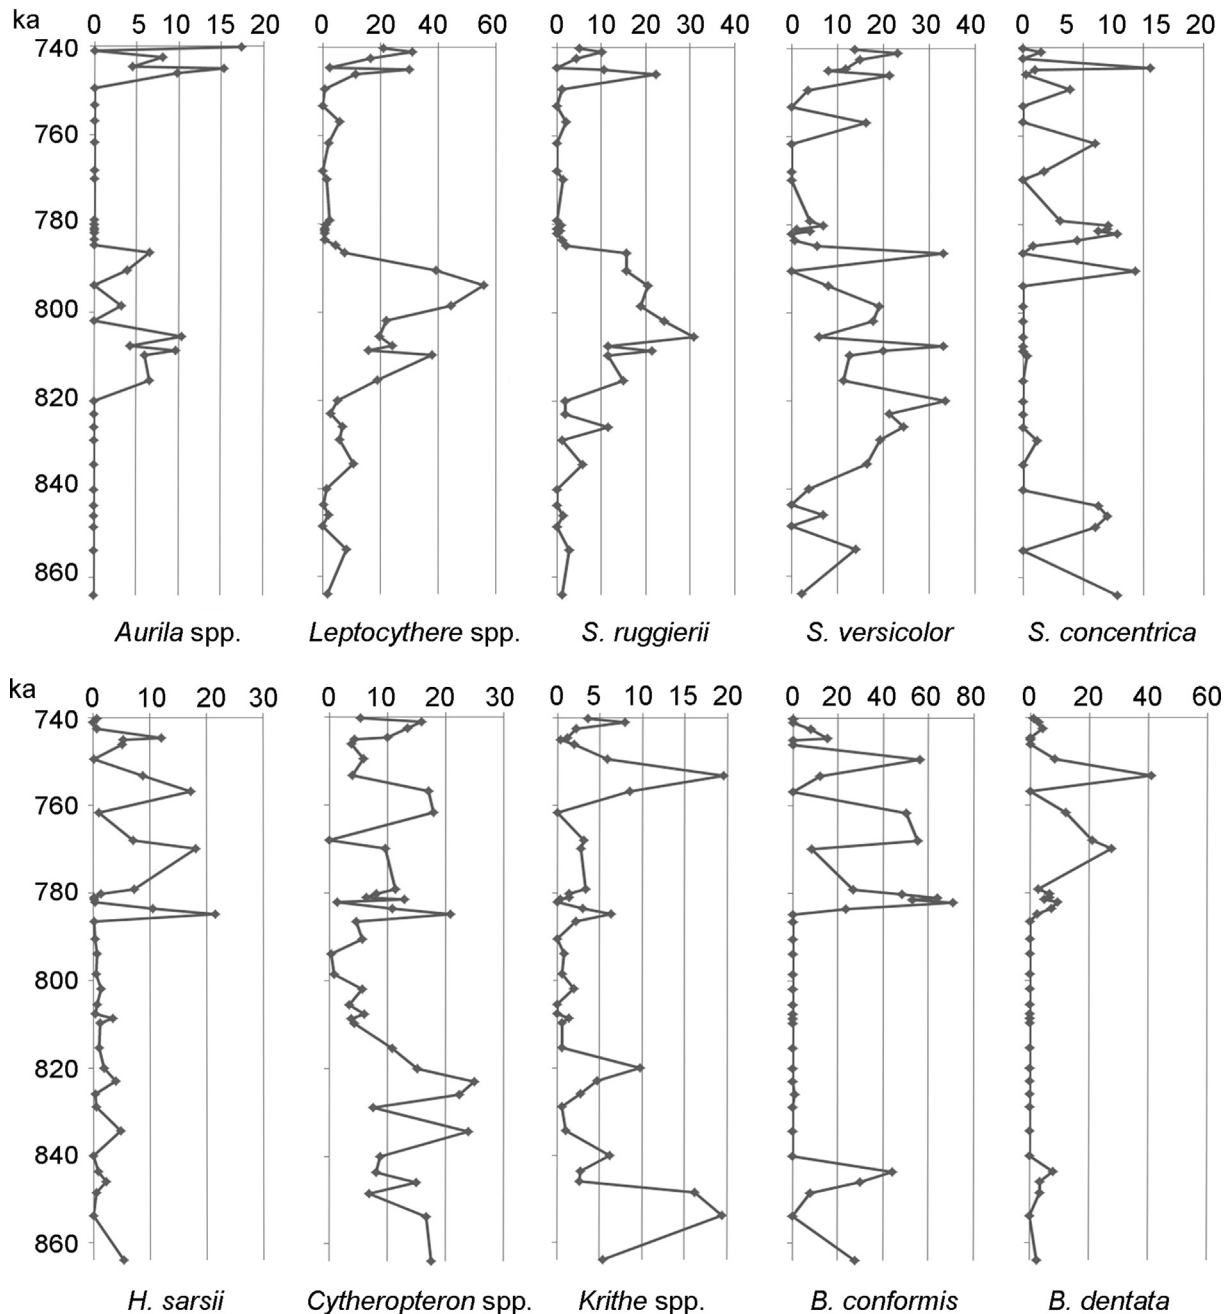 ka
0 5 10 15 20 0 20 40 60 0 10 20 30 40 0 10 20 30 40 0 5 10 15 20
740
760
780
800
820
840
860
Aurila spp. Leptocythere spp. S. ruggierii S. versicolor S. concentrica
ka
0 10 20 30 0 10 20 30 0 5 10 15 20 0 20 40 60 80 0 20 40 60
740
760
780
800
820
840
860
H. sarsii Cytheropteron spp. Krithe spp. B. conformis B. dentata